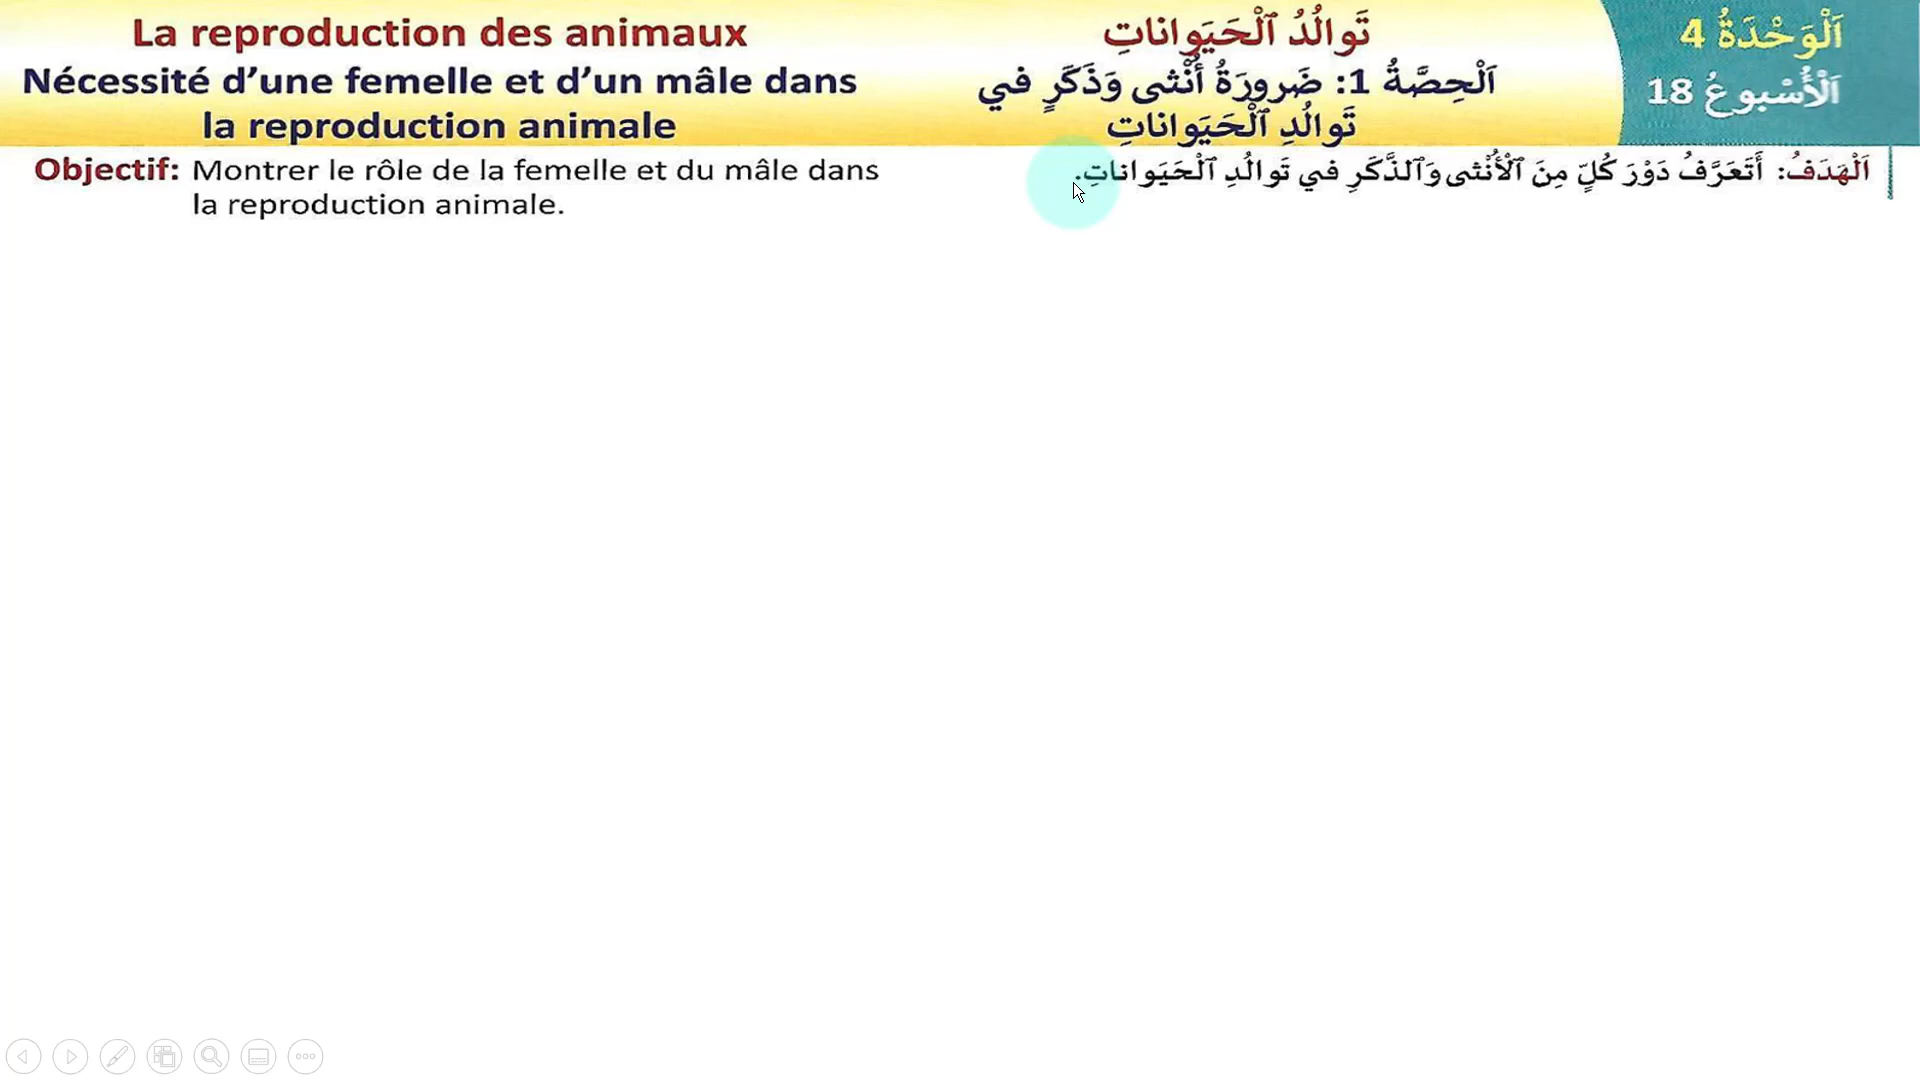 La reproduction des animaux
Nécessité d’une femelle et d’un mâle dans
la reproduction animale
تَوالُدُ ٱلْحَيَواناتِ
اَلْحِصَّةُ 1: ضَرورَةُ أُنْثى وَذَكَرٍ في
تَوالُدِ ٱلْحَيَواناتِ
اَلْوَحْدَةُ 4
اَلْأُسْبوعُ 18
Objectif: Montrer le rôle de la femelle et du mâle dans
la reproduction animale.
اَلْهَدَفُ: أَتَعَرَّفُ دَوْرَ كُلٍّ مِنَ ٱلْأُنْثى وَٱلذَّكَرِ في تَوالُدِ ٱلْحَيَواناتِ.